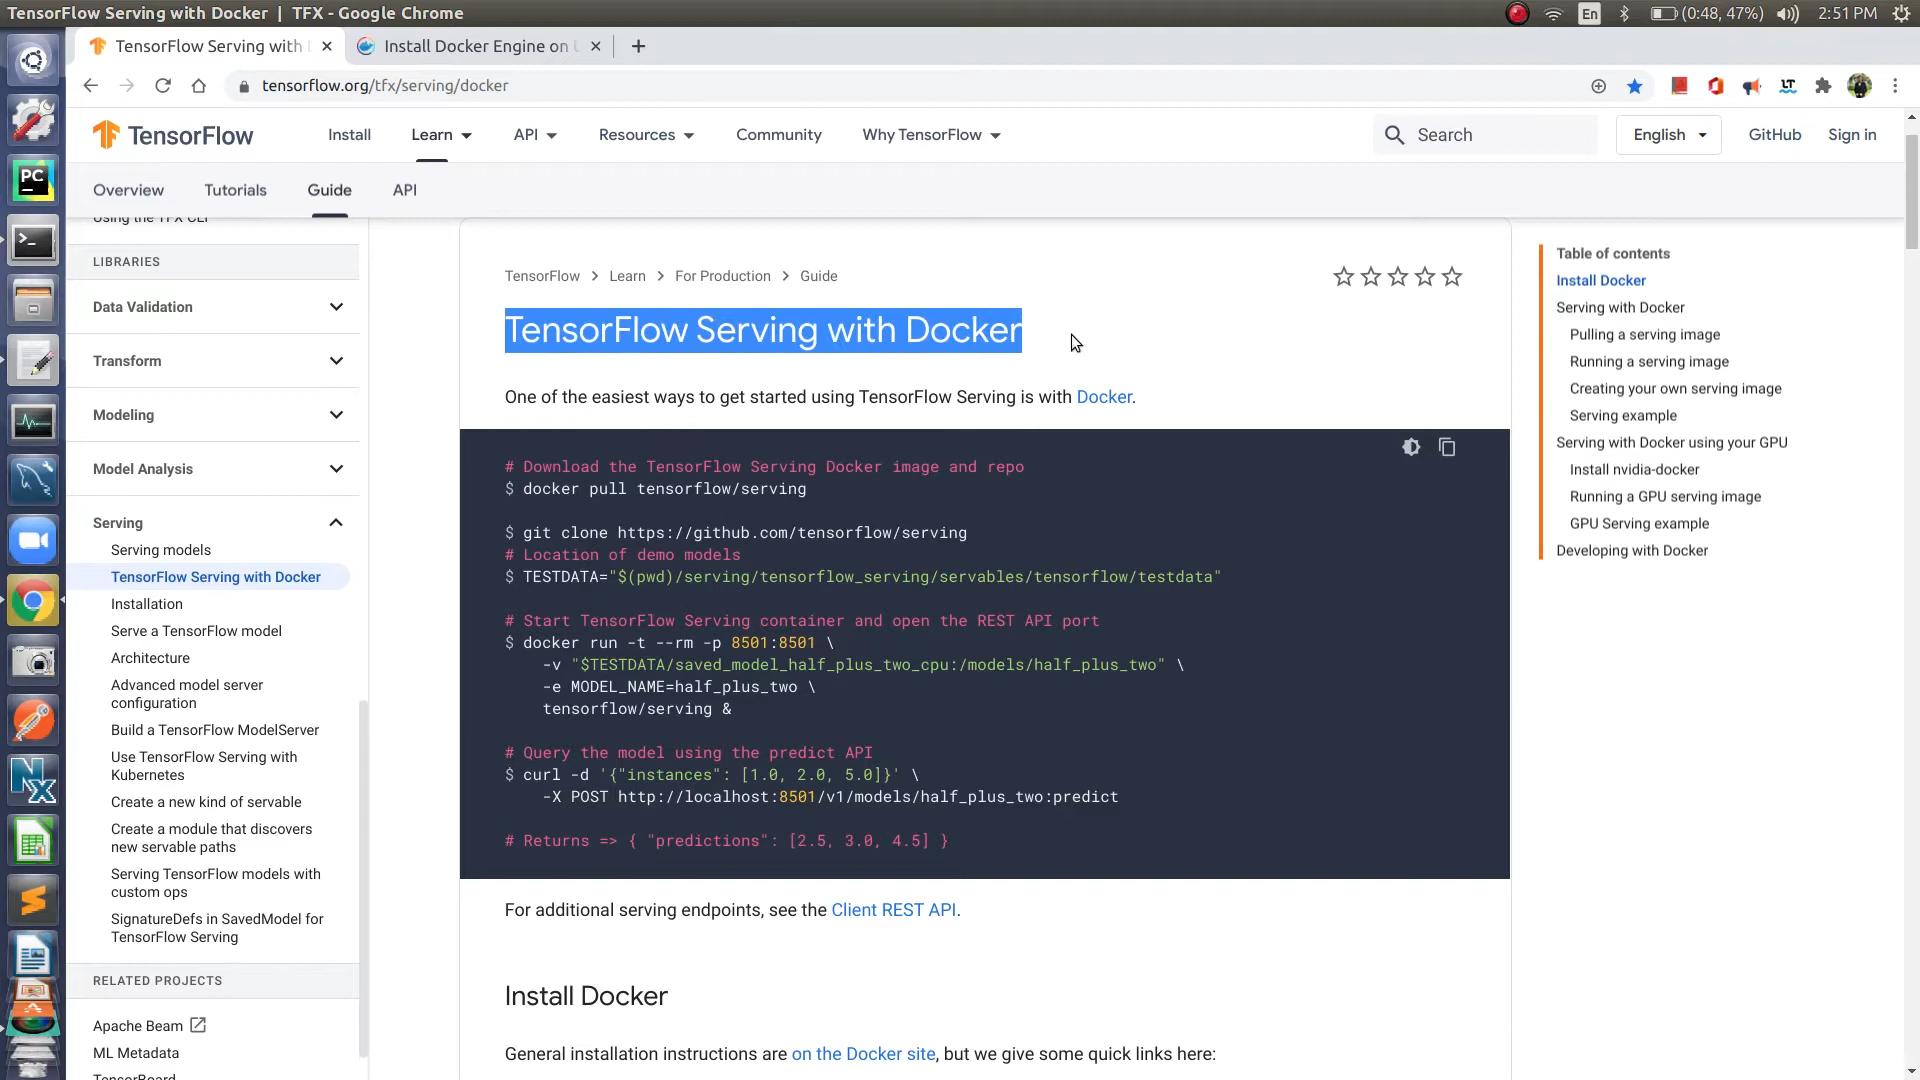 TensorFlow Serving with Docker | TFX - Google Chrome
En
(0:48, 47%)
2:51 PM
TensorFlow Serving with
Install Docker Engine on
tensorflow.org/tfx/serving/docker
TensorFlow
Install
Learn
API
Resources
Community
Why TensorFlow
Search
English
GitHub
Sign in
Overview
Tutorials
Guide
API
Using the TFX CLI
LIBRARIES
Data Validation
Transform
Modeling
Model Analysis
Serving
Serving models
TensorFlow Serving with Docker
Installation
Serve a TensorFlow model
Architecture
Advanced model server
configuration
Build a TensorFlow ModelServer
Use TensorFlow Serving with
Kubernetes
Create a new kind of servable
Create a module that discovers
new servable paths
Serving TensorFlow models with
custom ops
SignatureDefs in SavedModel for
TensorFlow Serving
RELATED PROJECTS
Apache Beam
ML Metadata
TensorBoard
TensorFlow > Learn > For Production > Guide
TensorFlow Serving with Docker
One of the easiest ways to get started using TensorFlow Serving is with Docker.
# Download the TensorFlow Serving Docker image and repo
$ docker pull tensorflow/serving
$ git clone https://github.com/tensorflow/serving
# Location of demo models
$ TESTDATA="$(pwd)/serving/tensorflow_serving/servables/tensorflow/testdata"
# Start TensorFlow Serving container and open the REST API port
$ docker run -t --rm -p 8501:8501 \
-v "$TESTDATA/saved_model_half_plus_two_cpu:/models/half_plus_two" \
-e MODEL_NAME=half_plus_two \
tensorflow/serving &
# Query the model using the predict API
$ curl -d '{"instances": [1.0, 2.0, 5.0]}' \
-X POST http://localhost:8501/v1/models/half_plus_two:predict
# Returns => { "predictions": [2.5, 3.0, 4.5] }
For additional serving endpoints, see the Client REST API.
Install Docker
General installation instructions are on the Docker site, but we give some quick links here:
Table of contents
Install Docker
Serving with Docker
Pulling a serving image
Running a serving image
Creating your own serving image
Serving example
Serving with Docker using your GPU
Install nvidia-docker
Running a GPU serving image
GPU Serving example
Developing with Docker
PC
LT